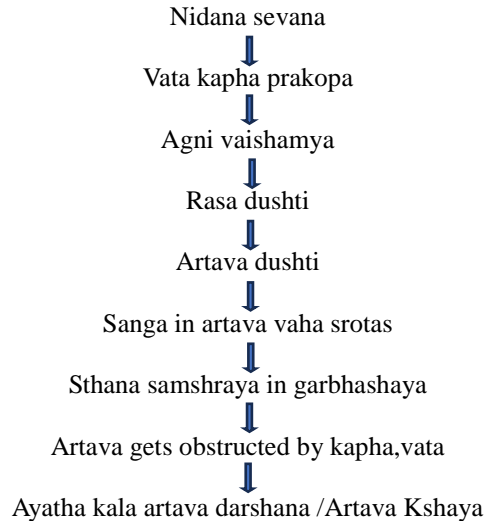 Nidana sevana
Vata kapha prakopa
Agni vaishamya
Rasa dushti
Artava dushti
Sanga in artava vaha srotas
Sthana samshraya in garbhashaya
Artava gets obstructed by kapha,vata
Ayatha kala artava darshana /Artava Kshaya